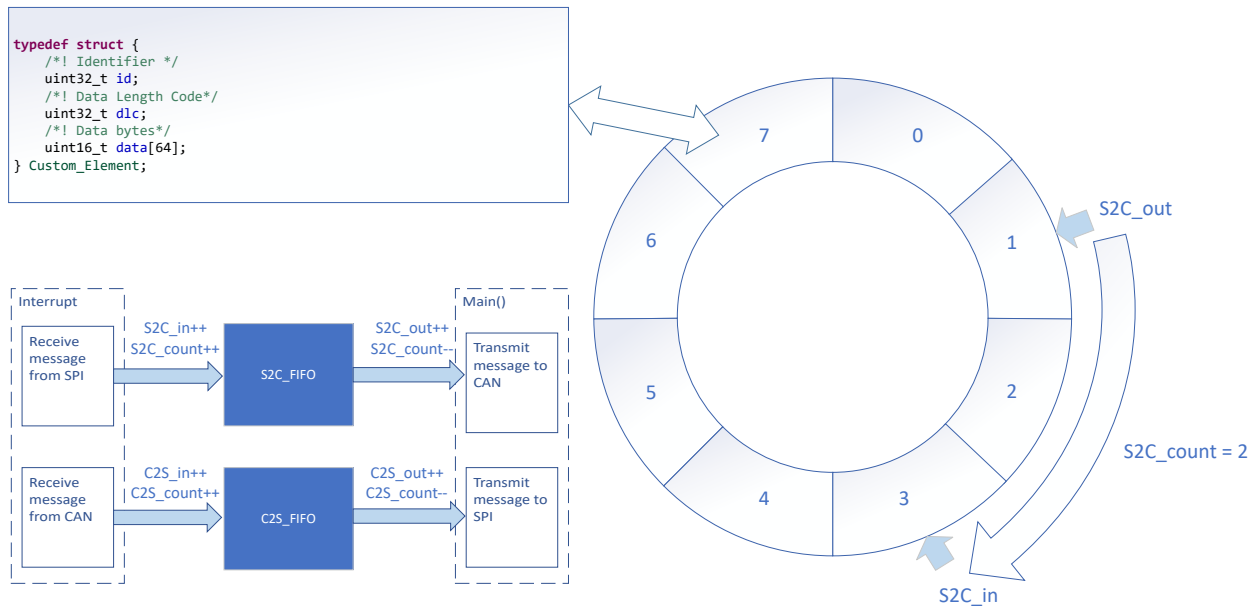 typedef struct {
/*! Identifier */
uint32_t id;
/*! Data Length Code*/
uint32_t dlc;
/*! Data bytes*/
uint16_t data[64];
} Custom_Element;
Interrupt
Receive
message
from SPI
S2C_in++
S2C_count++
S2C_FIFO
S2C_out++
S2C_count--
Main()
Transmit
message to
CAN
Receive
message
from CAN
C2S_in++
C2S_count++
C2S_FIFO
C2S_out++
C2S_count--
Transmit
message to
SPI
0
1
2
3
4
5
6
7
S2C_out
S2C_count = 2
S2C_in